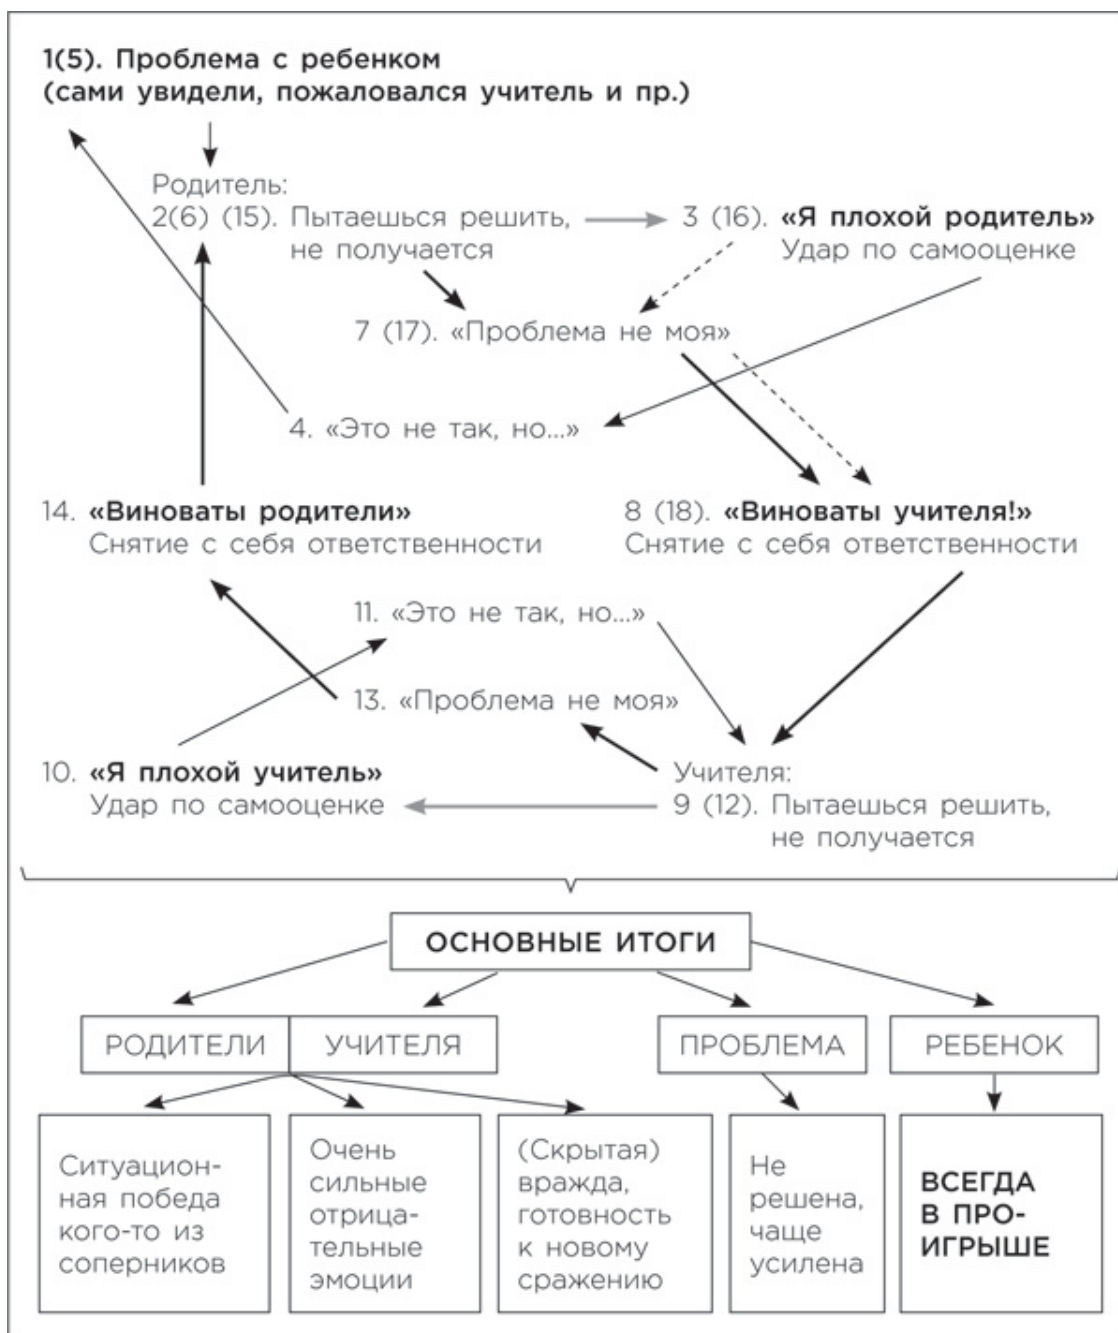 1(5). Проблема с ребенком
(сами увидели, пожаловался учитель и пр.)
Родитель:
2(6) (15). Пытаешься решить,
не получается
3 (16). «Я плохой родитель»
Удар по самооценке
7 (17). «Проблема не моя»
4. «Это не так, но...»
14. «Виноваты родители»
Снятие с себя ответственности
8 (18). «Виноваты учителя!»
Снятие с себя ответственности
11. «Это не так, но...»
13. «Проблема не моя»
10. «Я плохой учитель»
Удар по самооценке
Учителя:
9 (12). Пытаешься решить,
не получается
ОСНОВНЫЕ ИТОГИ
РОДИТЕЛИ
УЧИТЕЛЯ
ПРОБЛЕМА
РЕБЕНОК
Ситуацион-
ная победа
кого-то из
соперников
Очень
сильные
отрица-
тельные
эмоции
(Скрытая)
вражда,
готовность
к новому
сражению
Не
решена,
чаще
усилена
ВСЕГДА
В ПРО-
ИГРЫШЕ